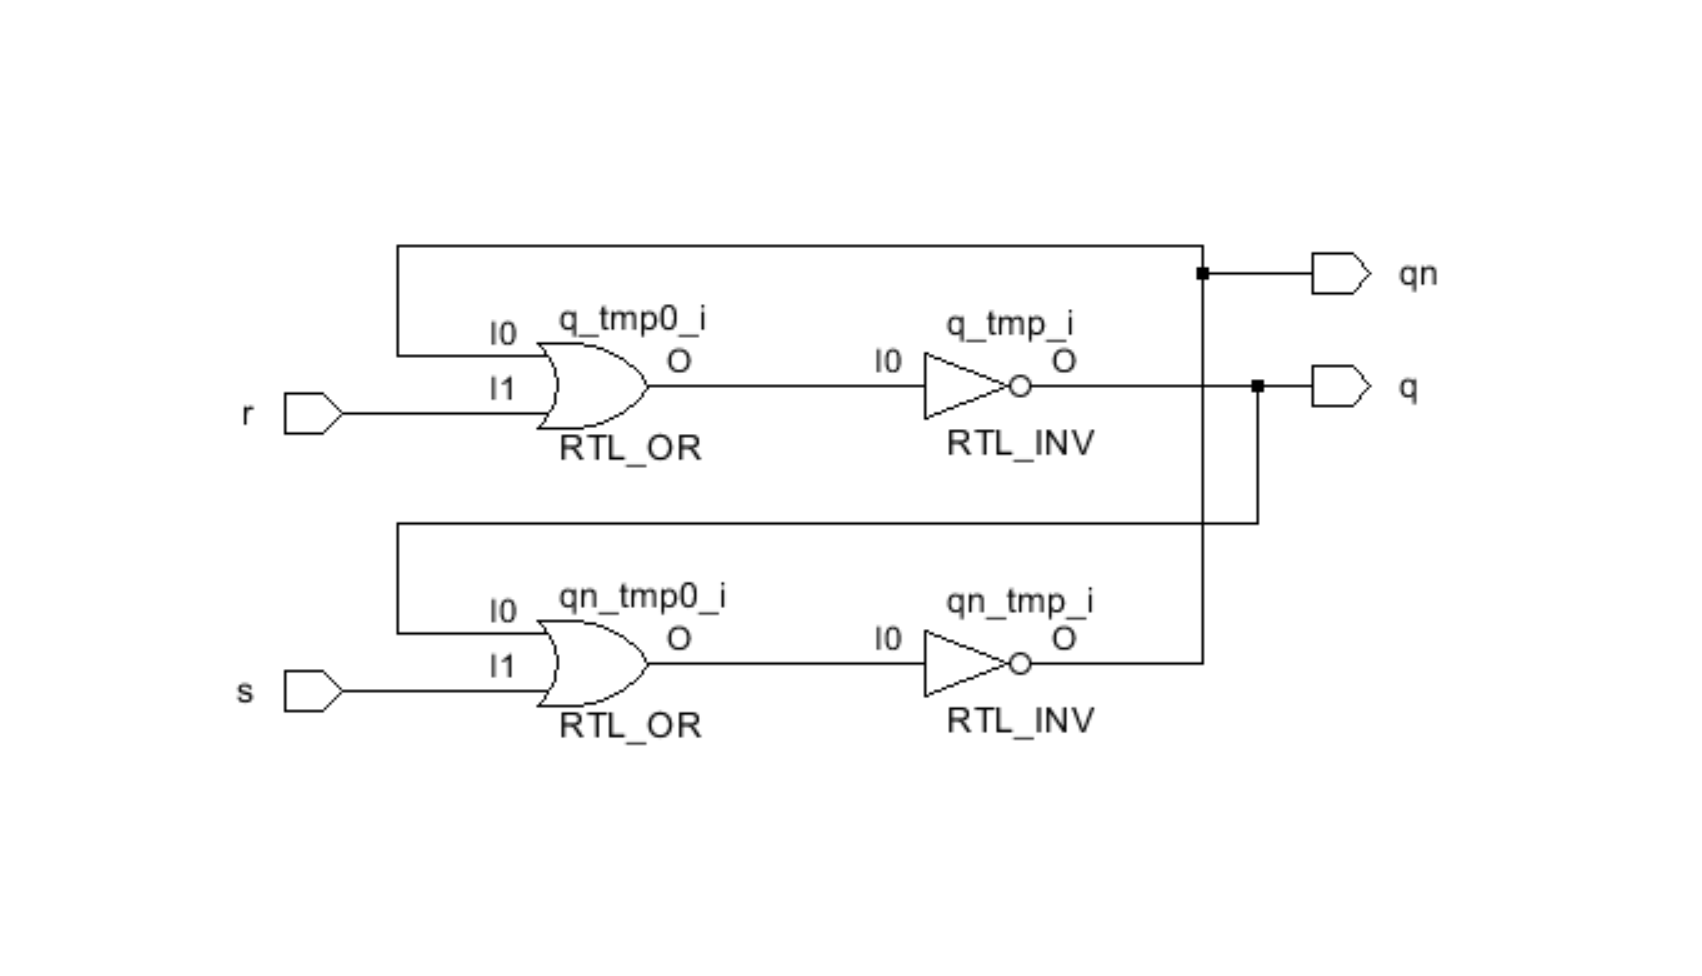 qn
q_tmp0_i
q_tmp_i
I0
O
I0
O
I1
q
r
RTL_OR
RTL_INV
qn_tmp0_i
qn_tmp_i
I0
O
I0
O
I1
s
RTL_OR
RTL_INV